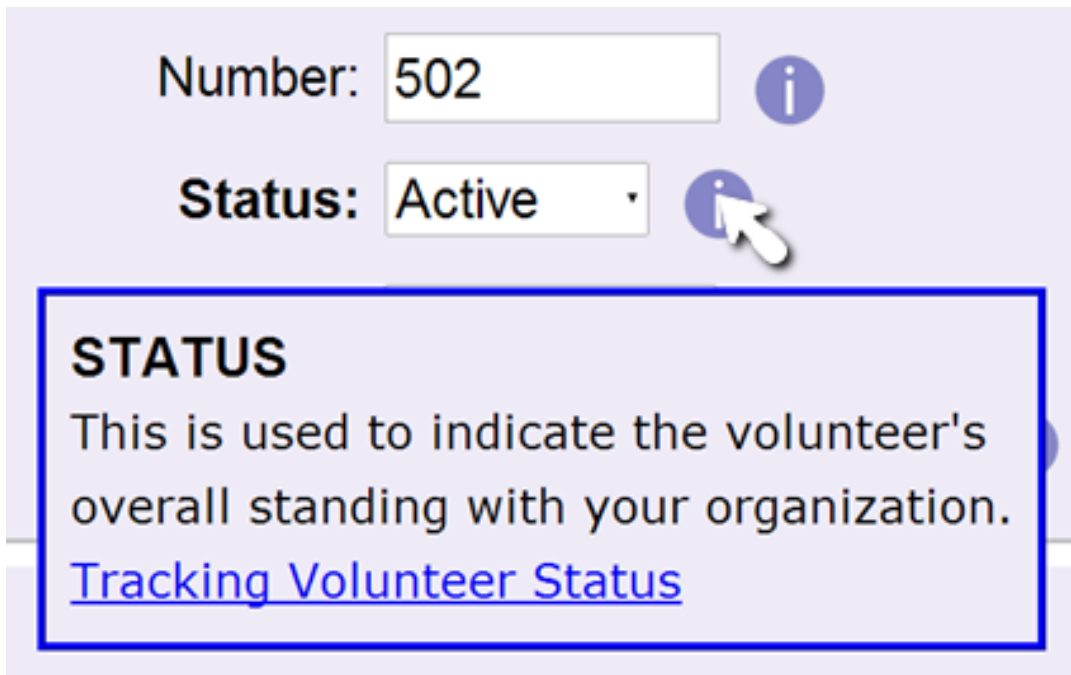 Number: 502
Status: Active
STATUS
This is used to indicate the volunteer's
overall standing with your organization.
Tracking Volunteer Status